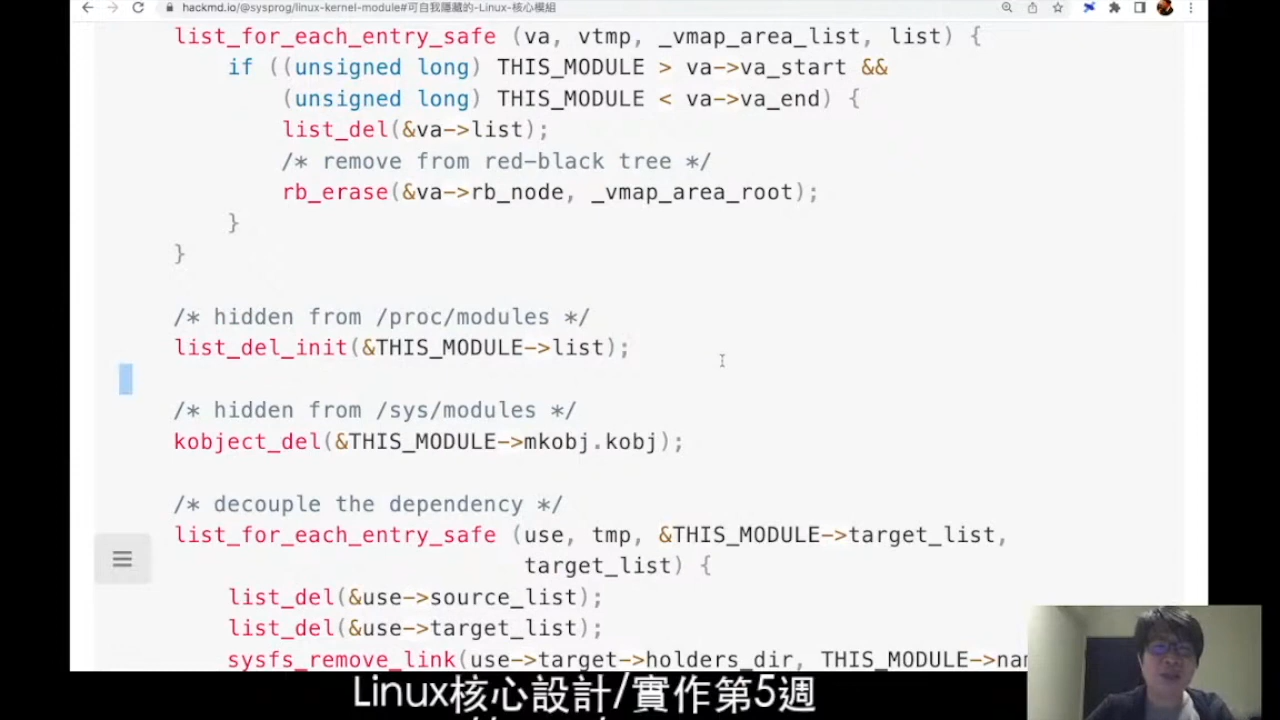 hackmd.io/@sysprog/linux-kernel-module#可自我隱藏的-Linux-核心模組
list_for_each_entry_safe (va, vtmp, _vmap_area_list, list) {
if ((unsigned long) THIS_MODULE > va->va_start &&
(unsigned long) THIS_MODULE < va->va_end) {
list_del(&va->list);
/* remove from red-black tree */
rb_erase(&va->rb_node, _vmap_area_root);
}
}
/* hidden from /proc/modules */
list_del_init(&THIS_MODULE->list);
/* hidden from /sys/modules */
kobject_del(&THIS_MODULE->mkobj.kobj);
/* decouple the dependency */
list_for_each_entry_safe (use, tmp, &THIS_MODULE->target_list,
target_list) {
list_del(&use->source_list);
list_del(&use->target_list);
sysfs_remove_link(use->target->holders_dir, THIS_MODULE->na
Linux核心設計/實作第5週